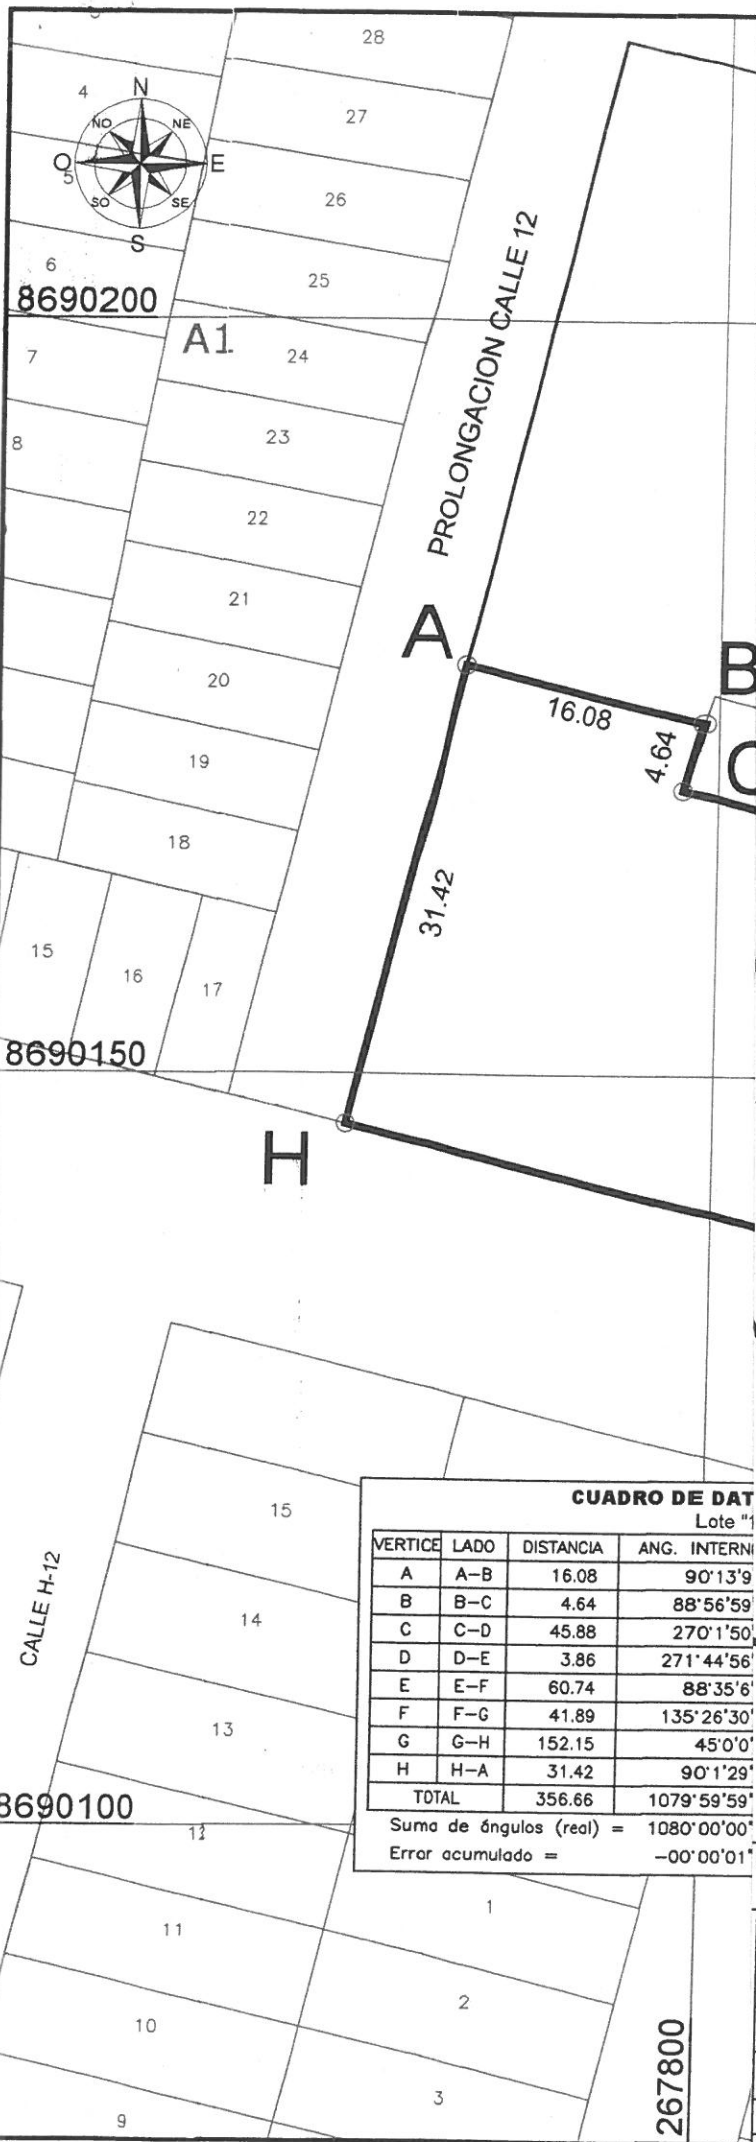 28
4
N
NO
NE
27
O
E
5
SO
SE
S
26
6
25
8690200
A1
7
24
PROLONGACION CALLE 12
8
23
22
21
A
B
20
16.08
4.64
C
19
18
31.42
15
16
17
8690150
H
15
CALLE H-12
14
13
CUADRO DE DAT
Lote "1
VERTICE LADO DISTANCIA ANG. INTERN
A A-B 16.08 90°13'9
B B-C 4.64 88°56'59
C C-D 45.88 270°1'50
D D-E 3.86 271°44'56
E E-F 60.74 88°35'6
F F-G 41.89 135°26'30
G G-H 152.15 45°0'0
H H-A 31.42 90°1'29
TOTAL 356.66 1079°59'59"
Suma de ángulos (real) = 1080°00'00"
Error acumulado = -00°00'01"
8690100
1
11
2
10
3
9
267800